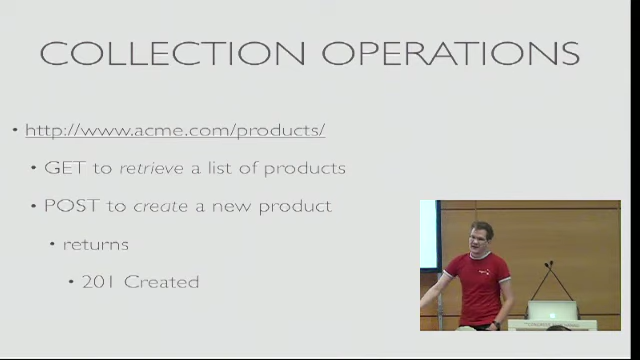 COLLECTION OPERATIONS
• http://www.acme.com/products/
• GET to retrieve a list of products
• POST to create a new product
• returns
• 201 Created